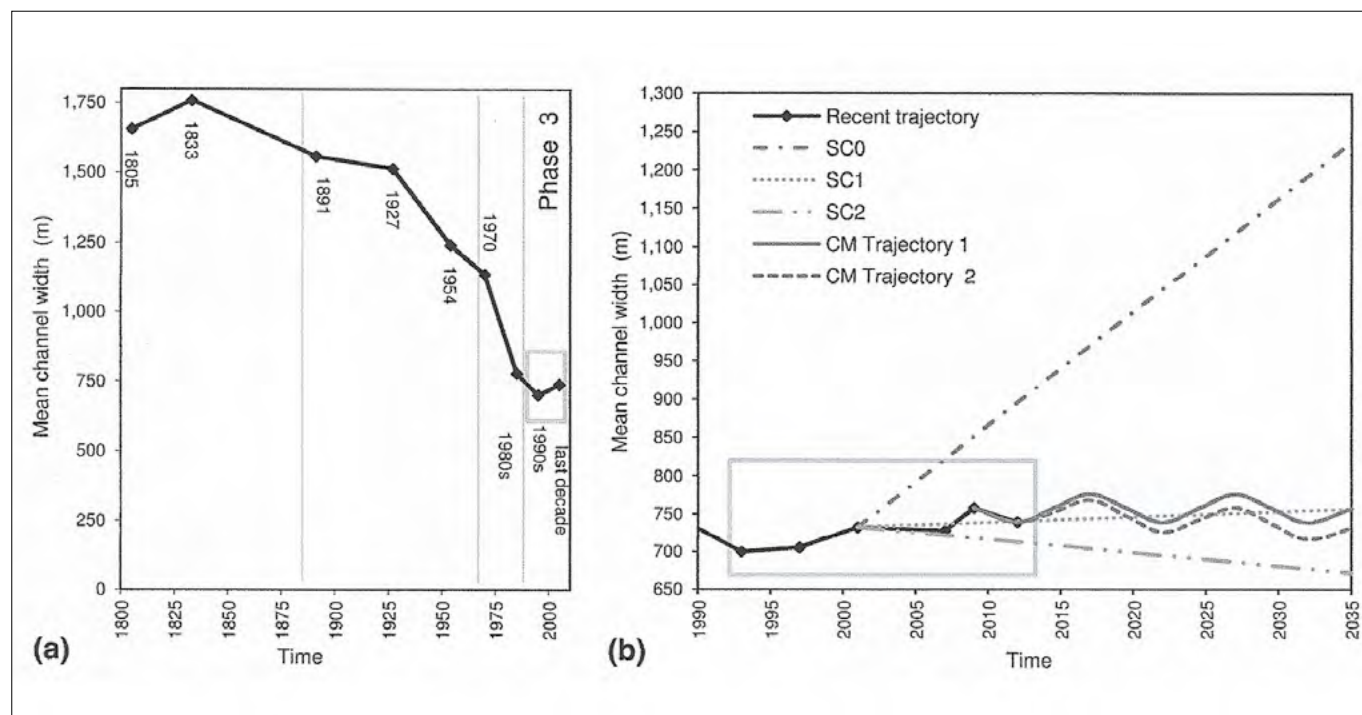 Mean channel width (m)
1,750
1,500
1,250
1,000
750
500
250
0
1805
1833
1891
1927
1954
1970
1980s
1990s
last decade
Phase 3
1800
1825
1850
1875
1900
1925
1950
1975
2000
Time
(a)
Mean channel width (m)
1,300
1,250
1,200
1,150
1,100
1,050
1,000
950
900
850
800
750
700
650
Recent trajectory
SC0
SC1
SC2
CM Trajectory 1
CM Trajectory 2
1990
1995
2000
2005
2010
2015
2020
2025
2030
2035
Time
(b)